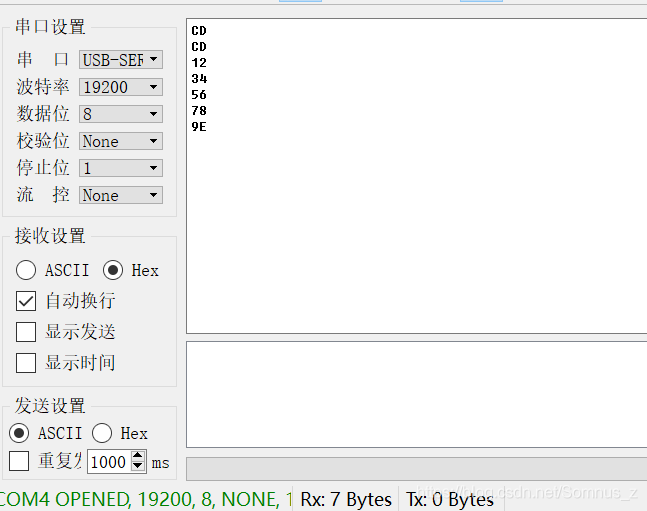 串口设置
串 口 USB-SER
波特率 19200
数据位 8
校验位 None
停止位 1
流 控 None
接收设置
ASCII Hex
自动换行
显示发送
显示时间
发送设置
ASCII Hex
重复发 1000 ms
CD
CD
12
34
56
78
9E
COM4 OPENED, 19200, 8, NONE, 1 Rx: 7 Bytes Tx: 0 Bytes
https://blog.csdn.net/Somnus_z